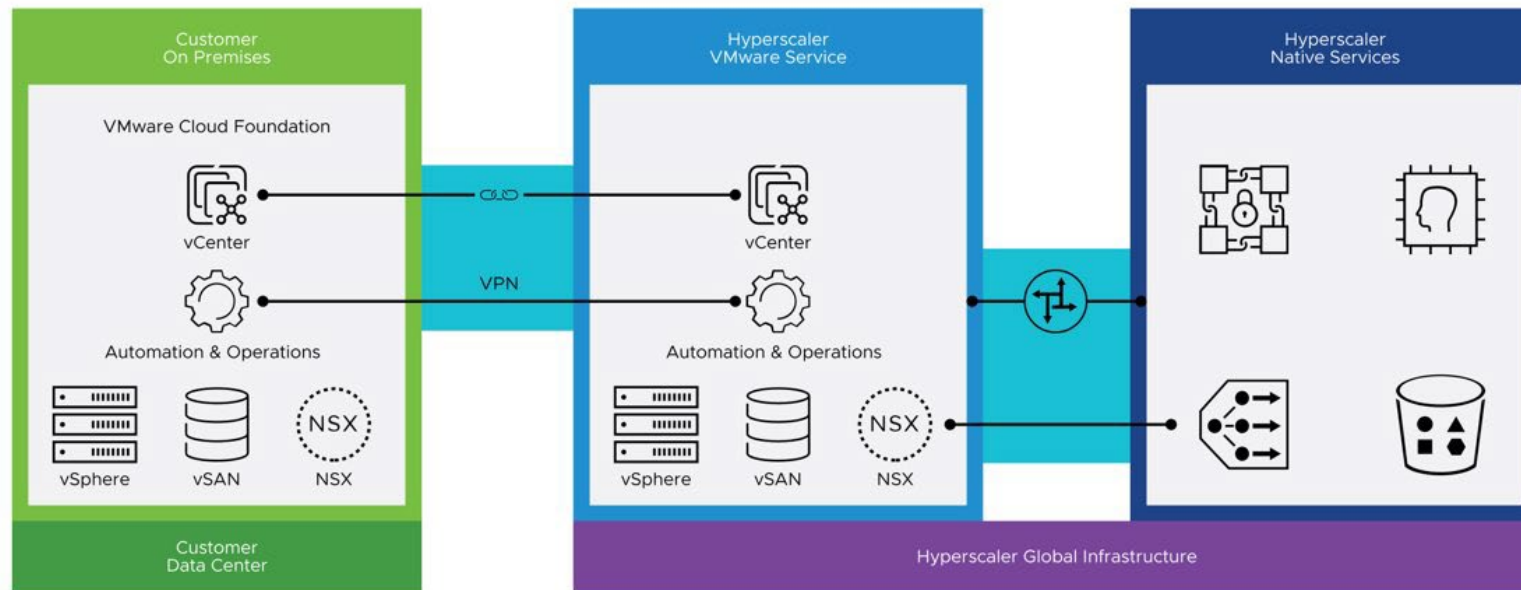 Customer
On Premises
VMware Cloud Foundation
vCenter
Automation & Operations
vSphere
vSAN
NSX
NSX
Customer
Data Center
VPN
Hyperscaler
VMware Service
vCenter
Automation & Operations
vSphere
vSAN
NSX
NSX
Hyperscaler
Native Services
Hyperscaler Global Infrastructure